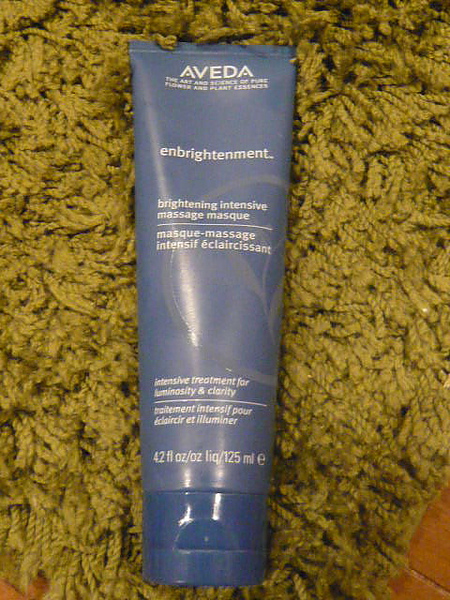 AVEDA
THE ART AND SCIENCE OF PURE
FLOWER AND PLANT ESSENCES
enbrightenment™
brightening intensive
massage masque
masque-massage
intensif éclaircissant
intensive treatment for
luminosity & clarity
traitement intensif pour
éclaircir et illuminer
4.2 fl oz/oz liq/125 ml ℮